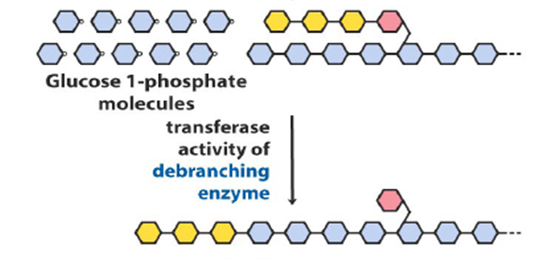 Glucose 1-phosphate
molecules
transferase
activity of
debranching
enzyme